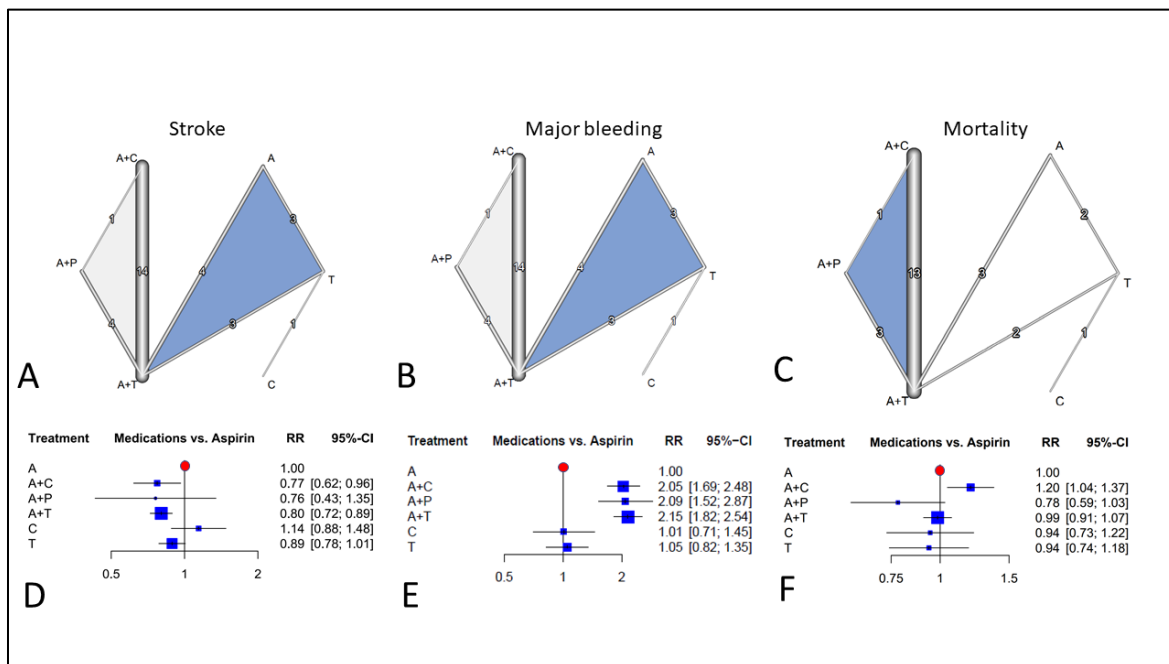 Stroke
A+C
A
1
3
A+P
14
4
T
4
3
1
A+T
C
A
Major bleeding
A+C
A
1
3
A+P
14
4
T
4
3
1
A+T
C
B
Mortality
A+C
A
1
2
A+P
13
3
T
3
2
1
A+T
C
C
Treatment Medications vs. Aspirin RR 95%-CI
A 1.00
A+C 0.77 [0.62; 0.96]
A+P 0.76 [0.43; 1.35]
A+T 0.80 [0.72; 0.89]
C 1.14 [0.88; 1.48]
T 0.89 [0.78; 1.01]
0.5 1 2
D
Treatment Medications vs. Aspirin RR 95%−CI
A 1.00
A+C 2.05 [1.69; 2.48]
A+P 2.09 [1.52; 2.87]
A+T 2.15 [1.82; 2.54]
C 1.01 [0.71; 1.45]
T 1.05 [0.82; 1.35]
0.5 1 2
E
Treatment Medications vs. Aspirin RR 95%-CI
A 1.00
A+C 1.20 [1.04; 1.37]
A+P 0.78 [0.59; 1.03]
A+T 0.99 [0.91; 1.07]
C 0.94 [0.73; 1.22]
T 0.94 [0.74; 1.18]
0.75 1 1.5
F